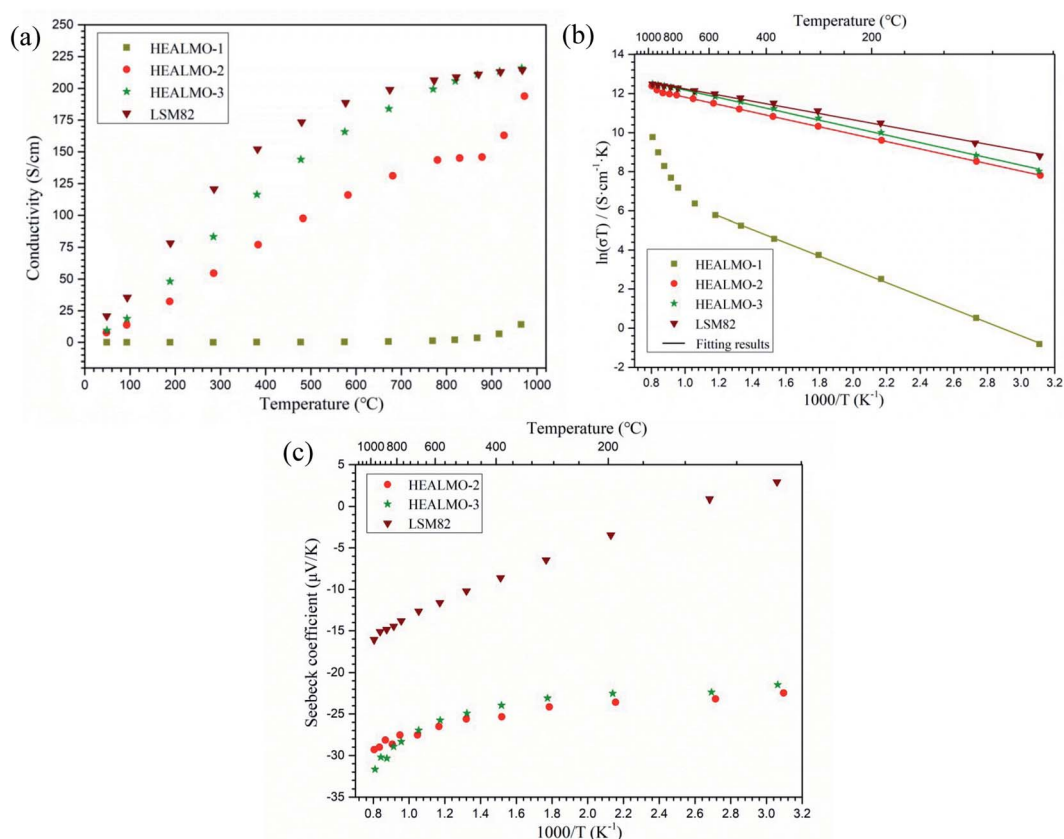 (a)
250
225
200
175
150
125
100
75
50
25
0
Conductivity (S/cm)
HEALMO-1
HEALMO-2
HEALMO-3
LSM82
0 100 200 300 400 500 600 700 800 900 1000
Temperature (℃)
(b)
Temperature (℃)
1000 800 600 400 200
14
12
10
8
6
4
2
0
-2
ln(σT) / (S·cm⁻¹·K)
HEALMO-1
HEALMO-2
HEALMO-3
LSM82
Fitting results
0.6 0.8 1.0 1.2 1.4 1.6 1.8 2.0 2.2 2.4 2.6 2.8 3.0 3.2
1000/T (K⁻¹)
(c)
Temperature (℃)
1000 800 600 400 200
5
0
-5
-10
-15
-20
-25
-30
-35
Seebeck coefficient (μV/K)
HEALMO-2
HEALMO-3
LSM82
0.8 1.0 1.2 1.4 1.6 1.8 2.0 2.2 2.4 2.6 2.8 3.0 3.2
1000/T (K⁻¹)